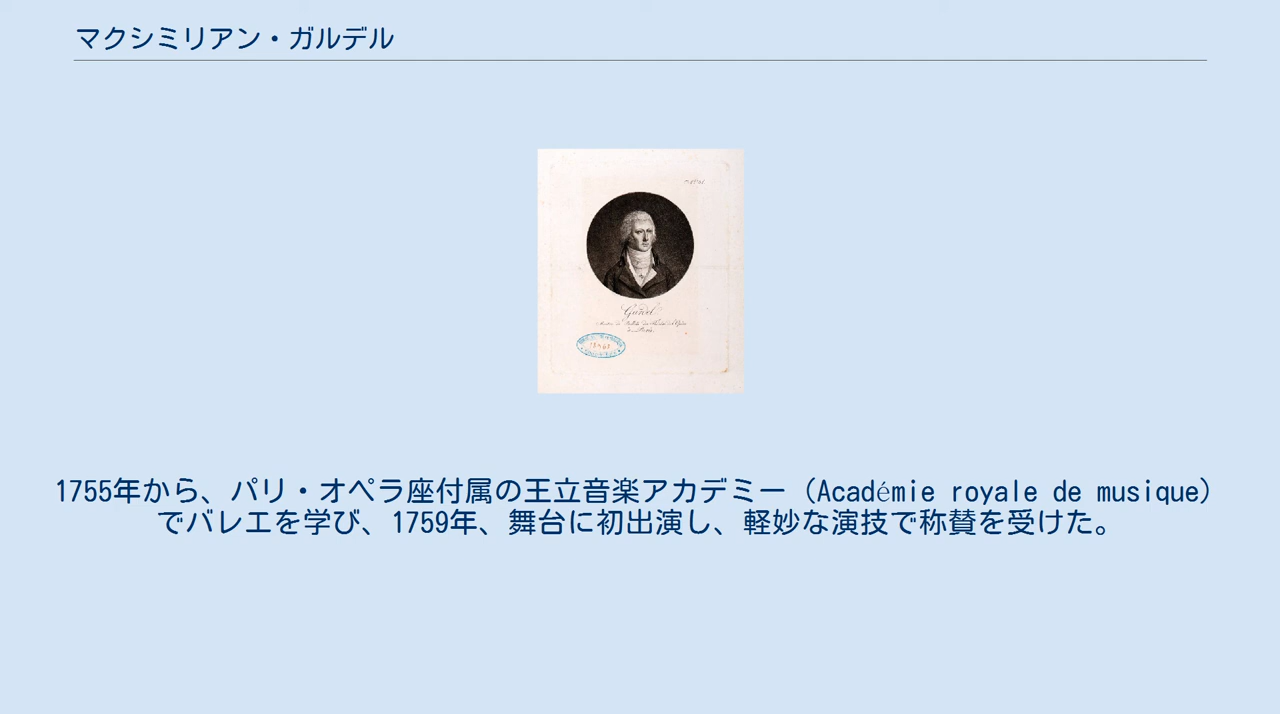 マクシミリアン・ガルデル
Gardel
1755年から、パリ・オペラ座付属の王立音楽アカデミー（Académie royale de musique）
でバレエを学び、1759年、舞台に初出演し、軽妙な演技で称賛を受けた。